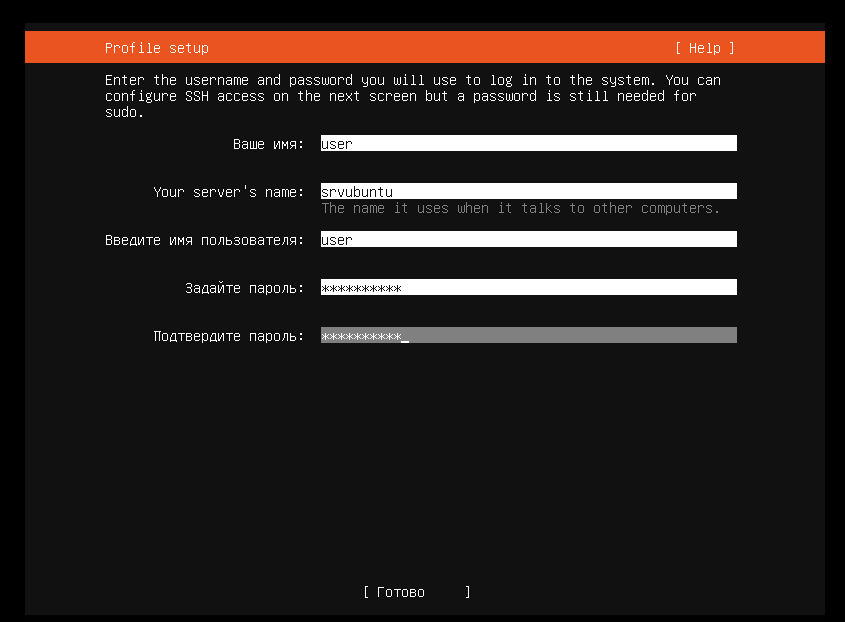 Profile setup [ Help ]
Enter the username and password you will use to log in to the system. You can
configure SSH access on the next screen but a password is still needed for
sudo.
Ваше имя: user
Your server's name: srvubuntu
The name it uses when it talks to other computers.
Введите имя пользователя: user
Задайте пароль: **********
Подтвердите пароль: **********_
[ Готово ]